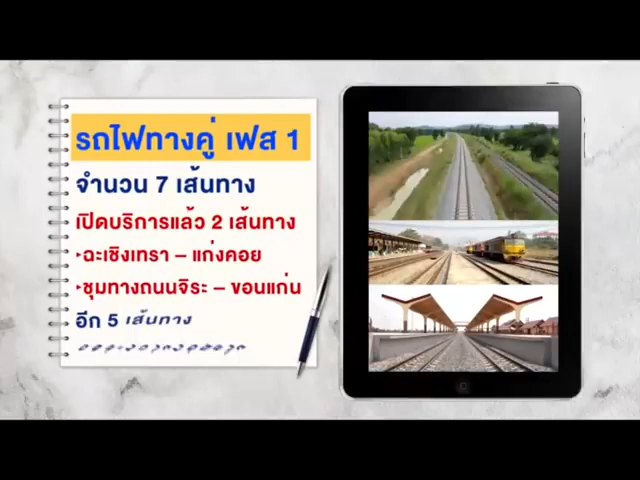 รถไฟทางคู่ เฟส 1
จำนวน 7 เส้นทาง
เปิดบริการแล้ว 2 เส้นทาง
▸ฉะเชิงเทรา – แก่งคอย
▸ชุมทางถนนจิระ – ขอนแก่น
อีก 5 เส้นทาง